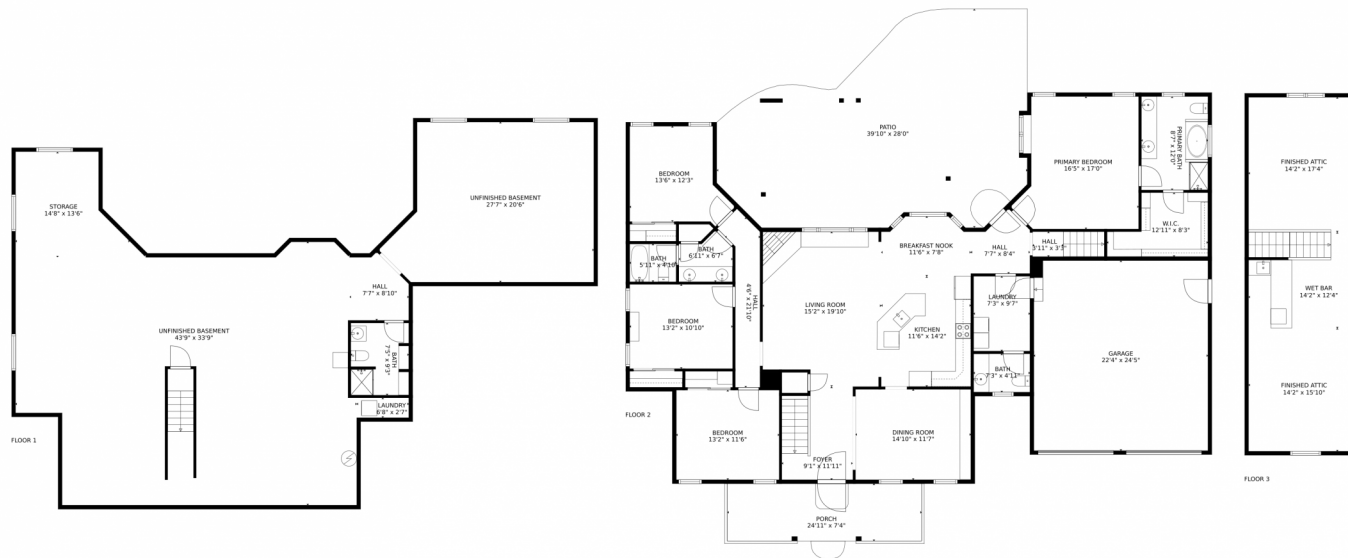 STORAGE
14'8" x 13'6"
UNFINISHED BASEMENT
27'7" x 20'6"
HALL
7'7" x 8'10"
UNFINISHED BASEMENT
43'9" x 33'9"
BATH
7'5" x 9'3"
LAUNDRY
6'8" x 2'7"
FLOOR 1
PATIO
39'10" x 28'0"
BEDROOM
13'6" x 12'3"
PRIMARY BEDROOM
16'5" x 17'0"
PRIMARY BATH
8'7" x 12'0"
W.I.C.
12'11" x 8'3"
BATH
6'11" x 6'7"
BATH
5'11" x 4'10"
HALL
4'6" x 21'10"
BREAKFAST NOOK
11'6" x 7'8"
HALL
7'7" x 8'4"
HALL
LIVING ROOM
15'2" x 19'10"
LAUNDRY
7'3" x 9'7"
BEDROOM
13'2" x 10'10"
KITCHEN
11'6" x 14'2"
GARAGE
22'4" x 24'5"
BATH
7'3" x 4'11"
FLOOR 2
BEDROOM
13'2" x 11'6"
DINING ROOM
14'10" x 11'7"
FOYER
9'1" x 11'11"
PORCH
24'11" x 7'4"
FINISHED ATTIC
14'2" x 17'4"
WET BAR
14'2" x 12'4"
FINISHED ATTIC
14'2" x 15'10"
FLOOR 3